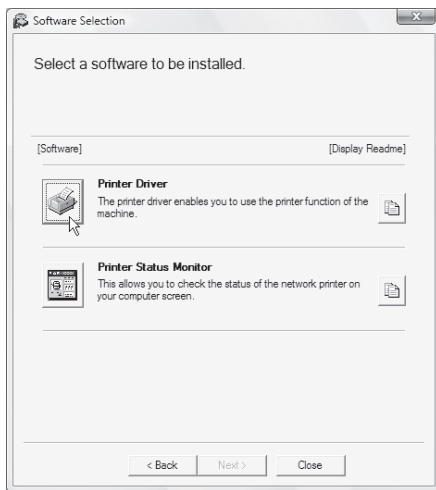 Software Selection
Select a software to be installed.
[Software] [Display Readme]
Printer Driver
The printer driver enables you to use the printer function of the
machine.
Printer Status Monitor
This allows you to check the status of the network printer on
your computer screen.
< Back Next > Close